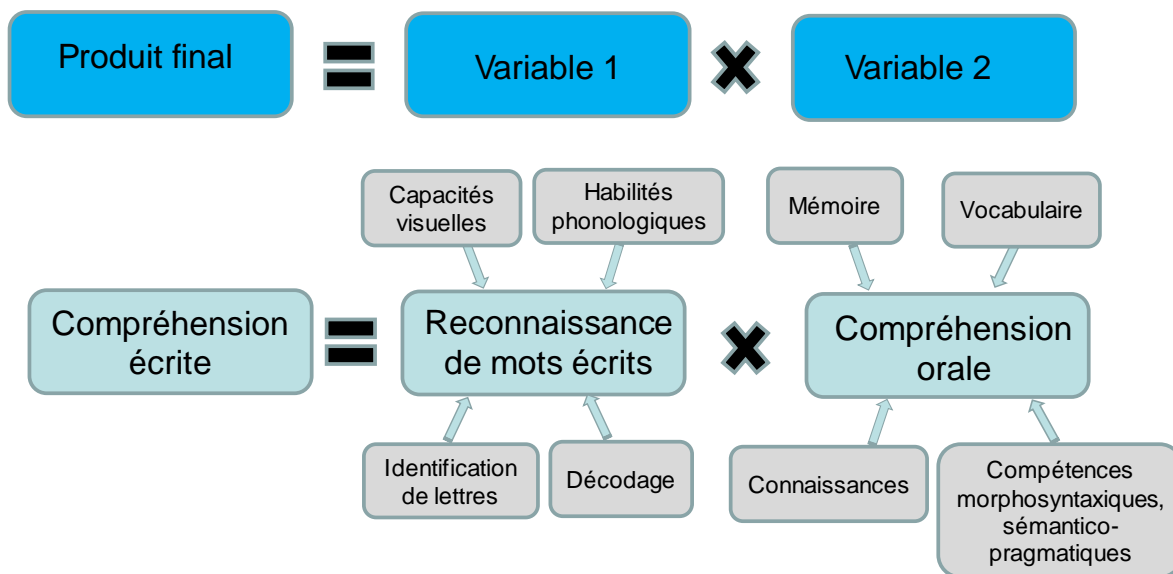 Produit final
=
Variable 1
×
Variable 2
Capacités
visuelles
Habilités
phonologiques
Mémoire
Vocabulaire
Compréhension
écrite
=
Reconnaissance
de mots écrits
×
Compréhension
orale
Identification
de lettres
Décodage
Connaissances
Compétences
morphosyntaxiques,
sémantico-
pragmatiques